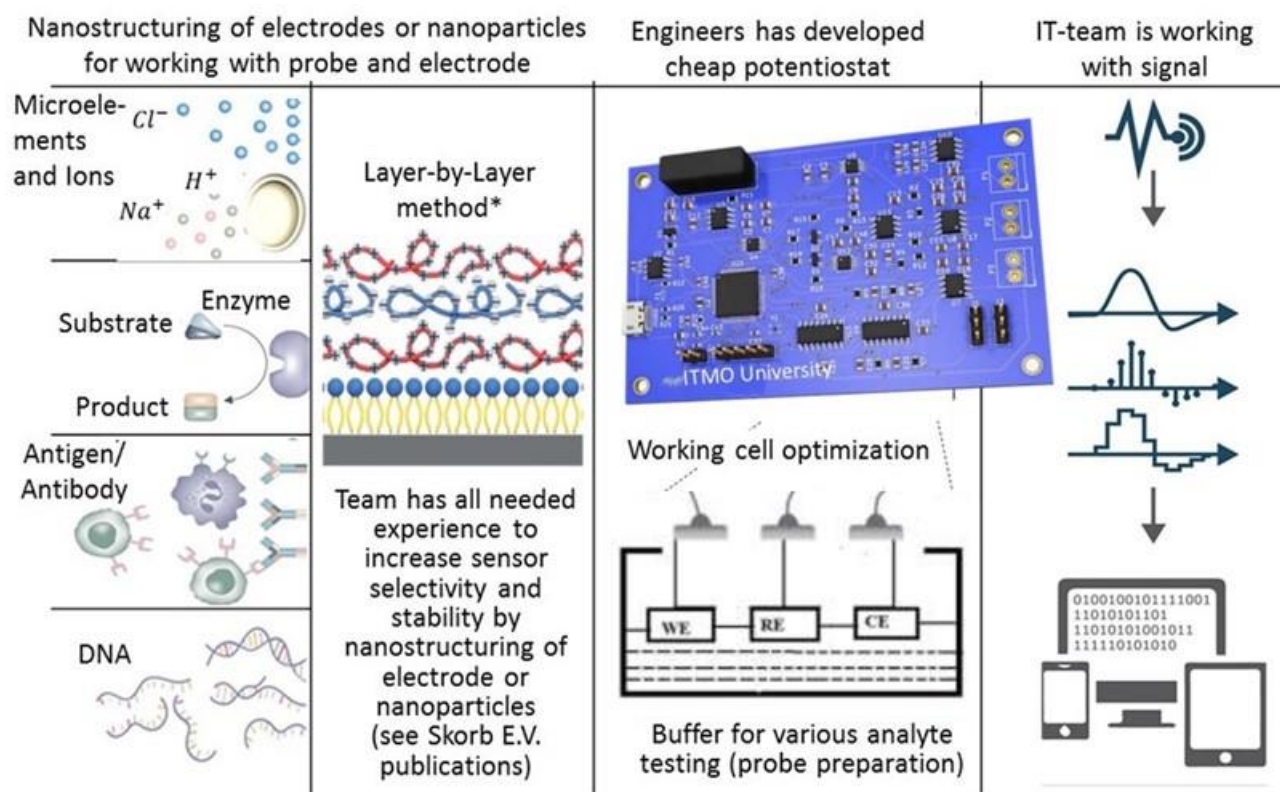 Nanostructuring of electrodes or nanoparticles
for working with probe and electrode
Engineers has developed
cheap potentiostat
IT-team is working
with signal
Microele-
ments
and Ions
Cl⁻
H⁺
Na⁺
Substrate
Enzyme
Product
Antigen/
Antibody
DNA
Layer-by-Layer
method*
Team has all needed
experience to
increase sensor
selectivity and
stability by
nanostructuring of
electrode or
nanoparticles
(see Skorb E.V.
publications)
ITMO University
Working cell optimization
WE
RE
CE
Buffer for various analyte
testing (probe preparation)
0100100101111001
11010101101
11010101001011
111110101010